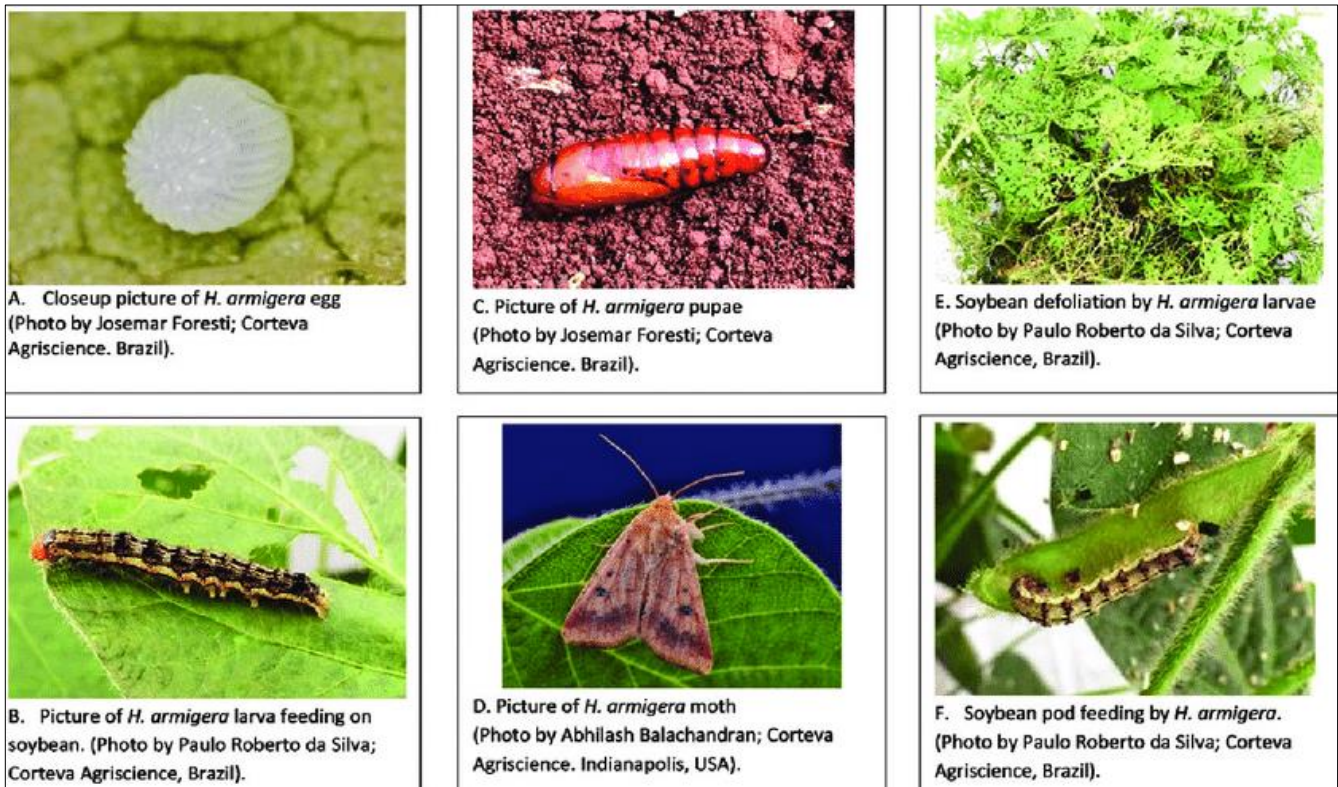 A. Closeup picture of H. armigera egg
(Photo by Josemar Foresti; Corteva
Agriscience. Brazil).
B. Picture of H. armigera larva feeding on
soybean. (Photo by Paulo Roberto da Silva;
Corteva Agriscience, Brazil).
C. Picture of H. armigera pupae
(Photo by Josemar Foresti; Corteva
Agriscience. Brazil).
D. Picture of H. armigera moth
(Photo by Abhilash Balachandran; Corteva
Agriscience. Indianapolis, USA).
E. Soybean defoliation by H. armigera larvae
(Photo by Paulo Roberto da Silva; Corteva
Agriscience, Brazil).
F. Soybean pod feeding by H. armigera.
(Photo by Paulo Roberto da Silva; Corteva
Agriscience, Brazil).